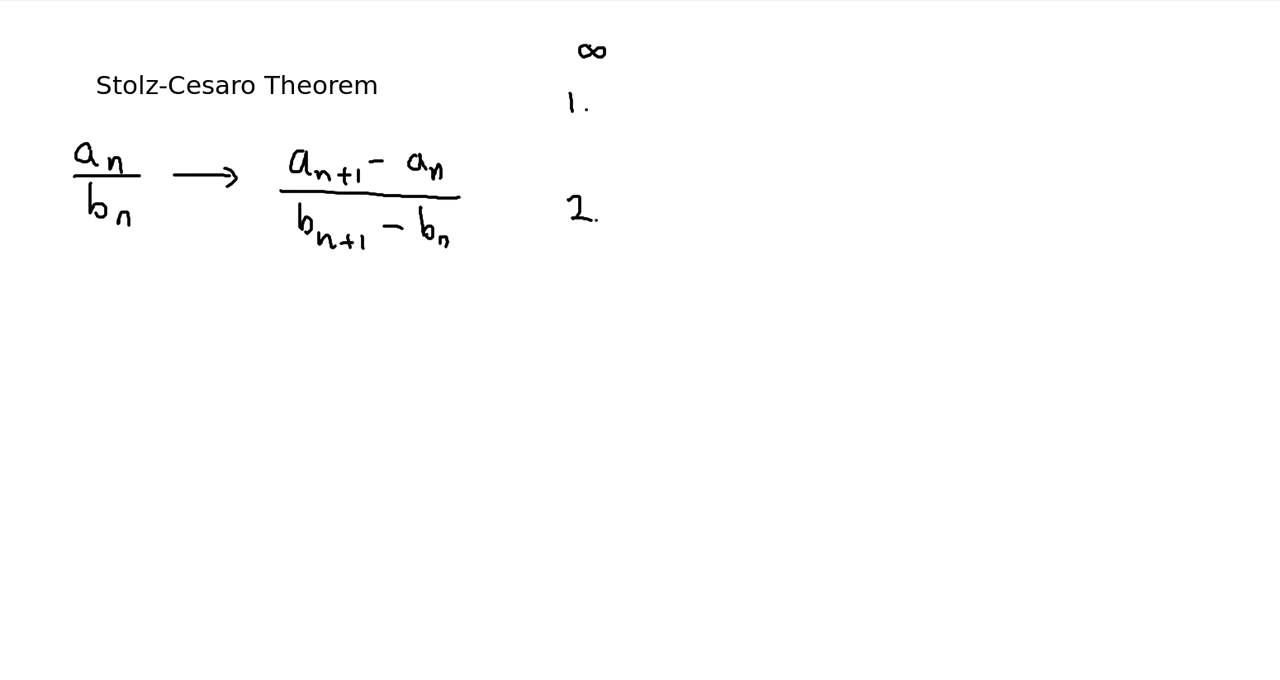 Stolz-Cesaro Theorem
a_n / b_n ⟶ (a_{n+1} - a_n) / (b_{n+1} - b_n)
∞
1.
2.